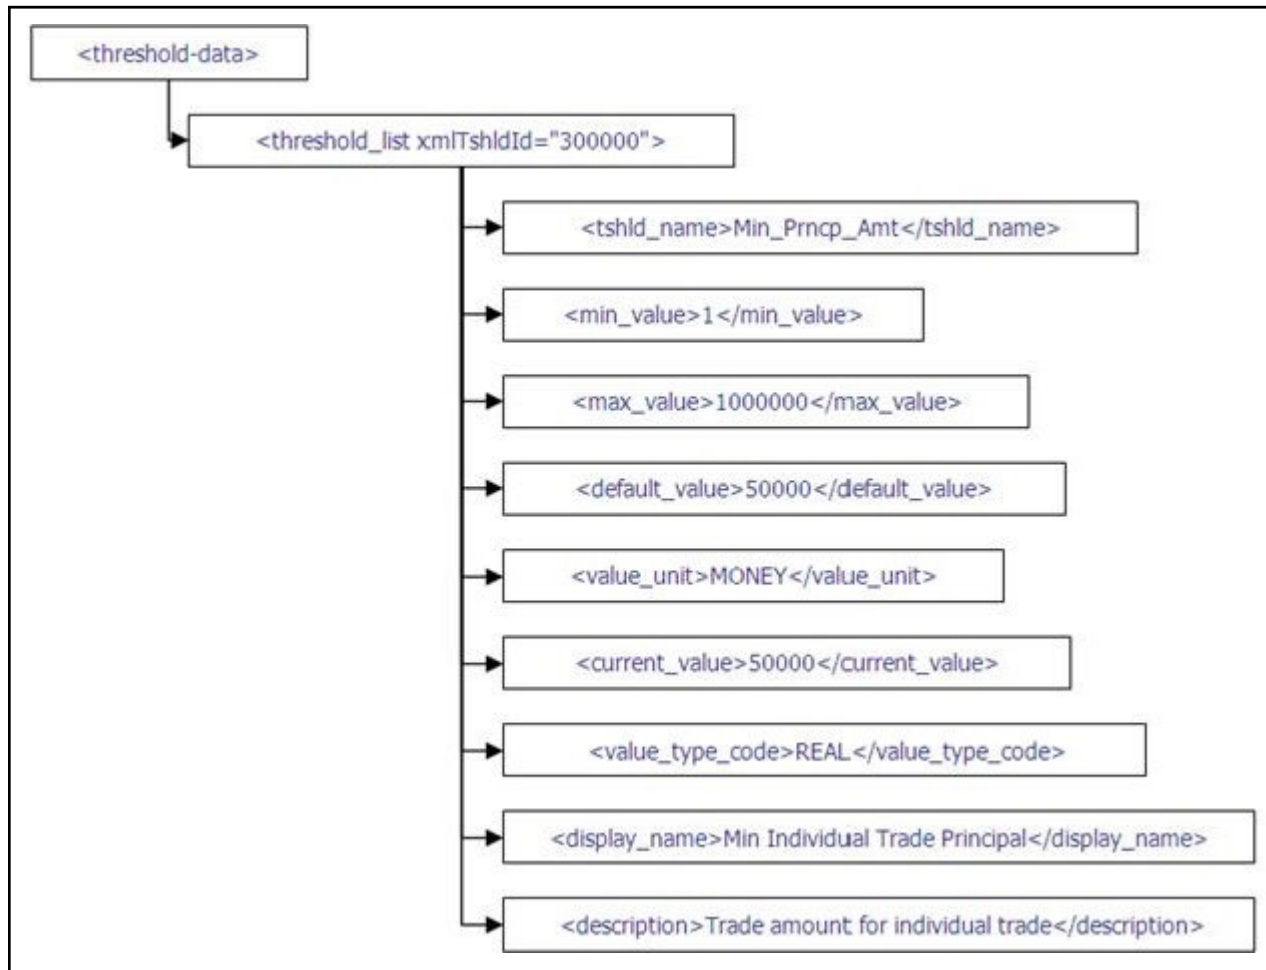 <threshold-data>
<threshold_list xmlTshldId="300000">
<tshld_name>Min_Prncp_Amt</tshld_name>
<min_value>1</min_value>
<max_value>1000000</max_value>
<default_value>50000</default_value>
<value_unit>MONEY</value_unit>
<current_value>50000</current_value>
<value_type_code>REAL</value_type_code>
<display_name>Min Individual Trade Principal</display_name>
<description>Trade amount for individual trade</description>